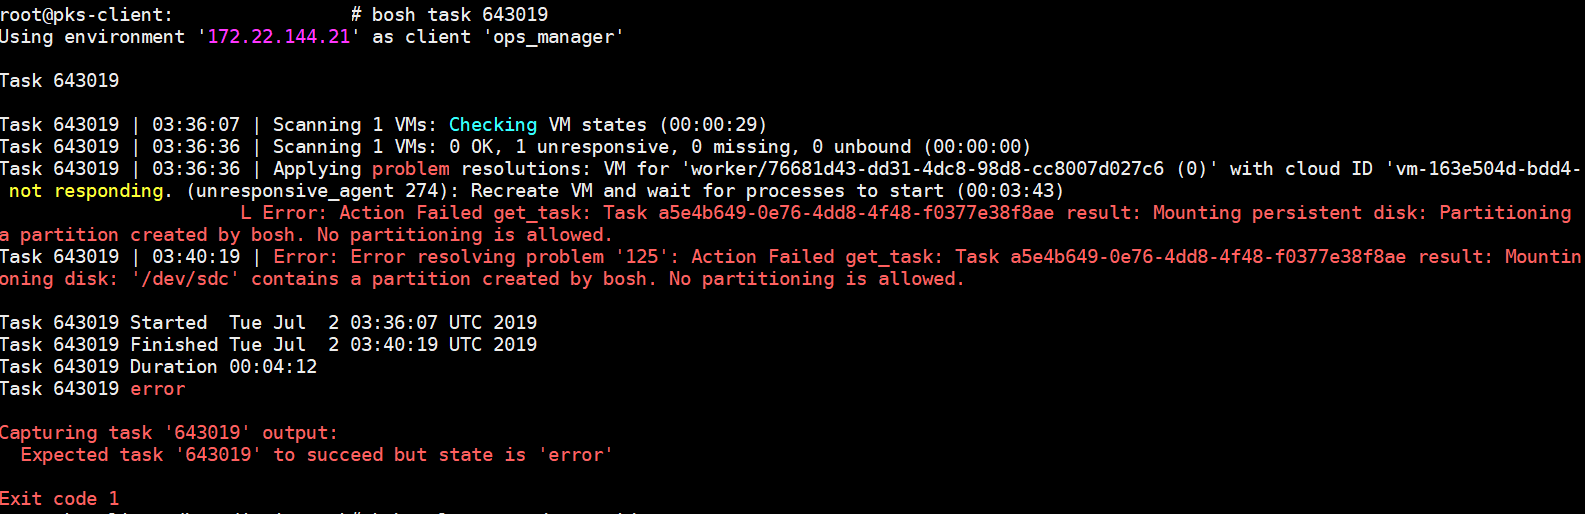 root@pks-client: # bosh task 643019
Using environment '172.22.144.21' as client 'ops_manager'
Task 643019
Task 643019 | 03:36:07 | Scanning 1 VMs: Checking VM states (00:00:29)
Task 643019 | 03:36:36 | Scanning 1 VMs: 0 OK, 1 unresponsive, 0 missing, 0 unbound (00:00:00)
Task 643019 | 03:36:36 | Applying problem resolutions: VM for 'worker/76681d43-dd31-4dc8-98d8-cc8007d027c6 (0)' with cloud ID 'vm-163e504d-bdd4-
not responding. (unresponsive_agent 274): Recreate VM and wait for processes to start (00:03:43)
L Error: Action Failed get_task: Task a5e4b649-0e76-4dd8-4f48-f0377e38f8ae result: Mounting persistent disk: Partitioning
a partition created by bosh. No partitioning is allowed.
Task 643019 | 03:40:19 | Error: Error resolving problem '125': Action Failed get_task: Task a5e4b649-0e76-4dd8-4f48-f0377e38f8ae result: Mountin
oning disk: '/dev/sdc' contains a partition created by bosh. No partitioning is allowed.
Task 643019 Started  Tue Jul  2 03:36:07 UTC 2019
Task 643019 Finished Tue Jul  2 03:40:19 UTC 2019
Task 643019 Duration 00:04:12
Task 643019 error
Capturing task '643019' output:
Expected task '643019' to succeed but state is 'error'
Exit code 1